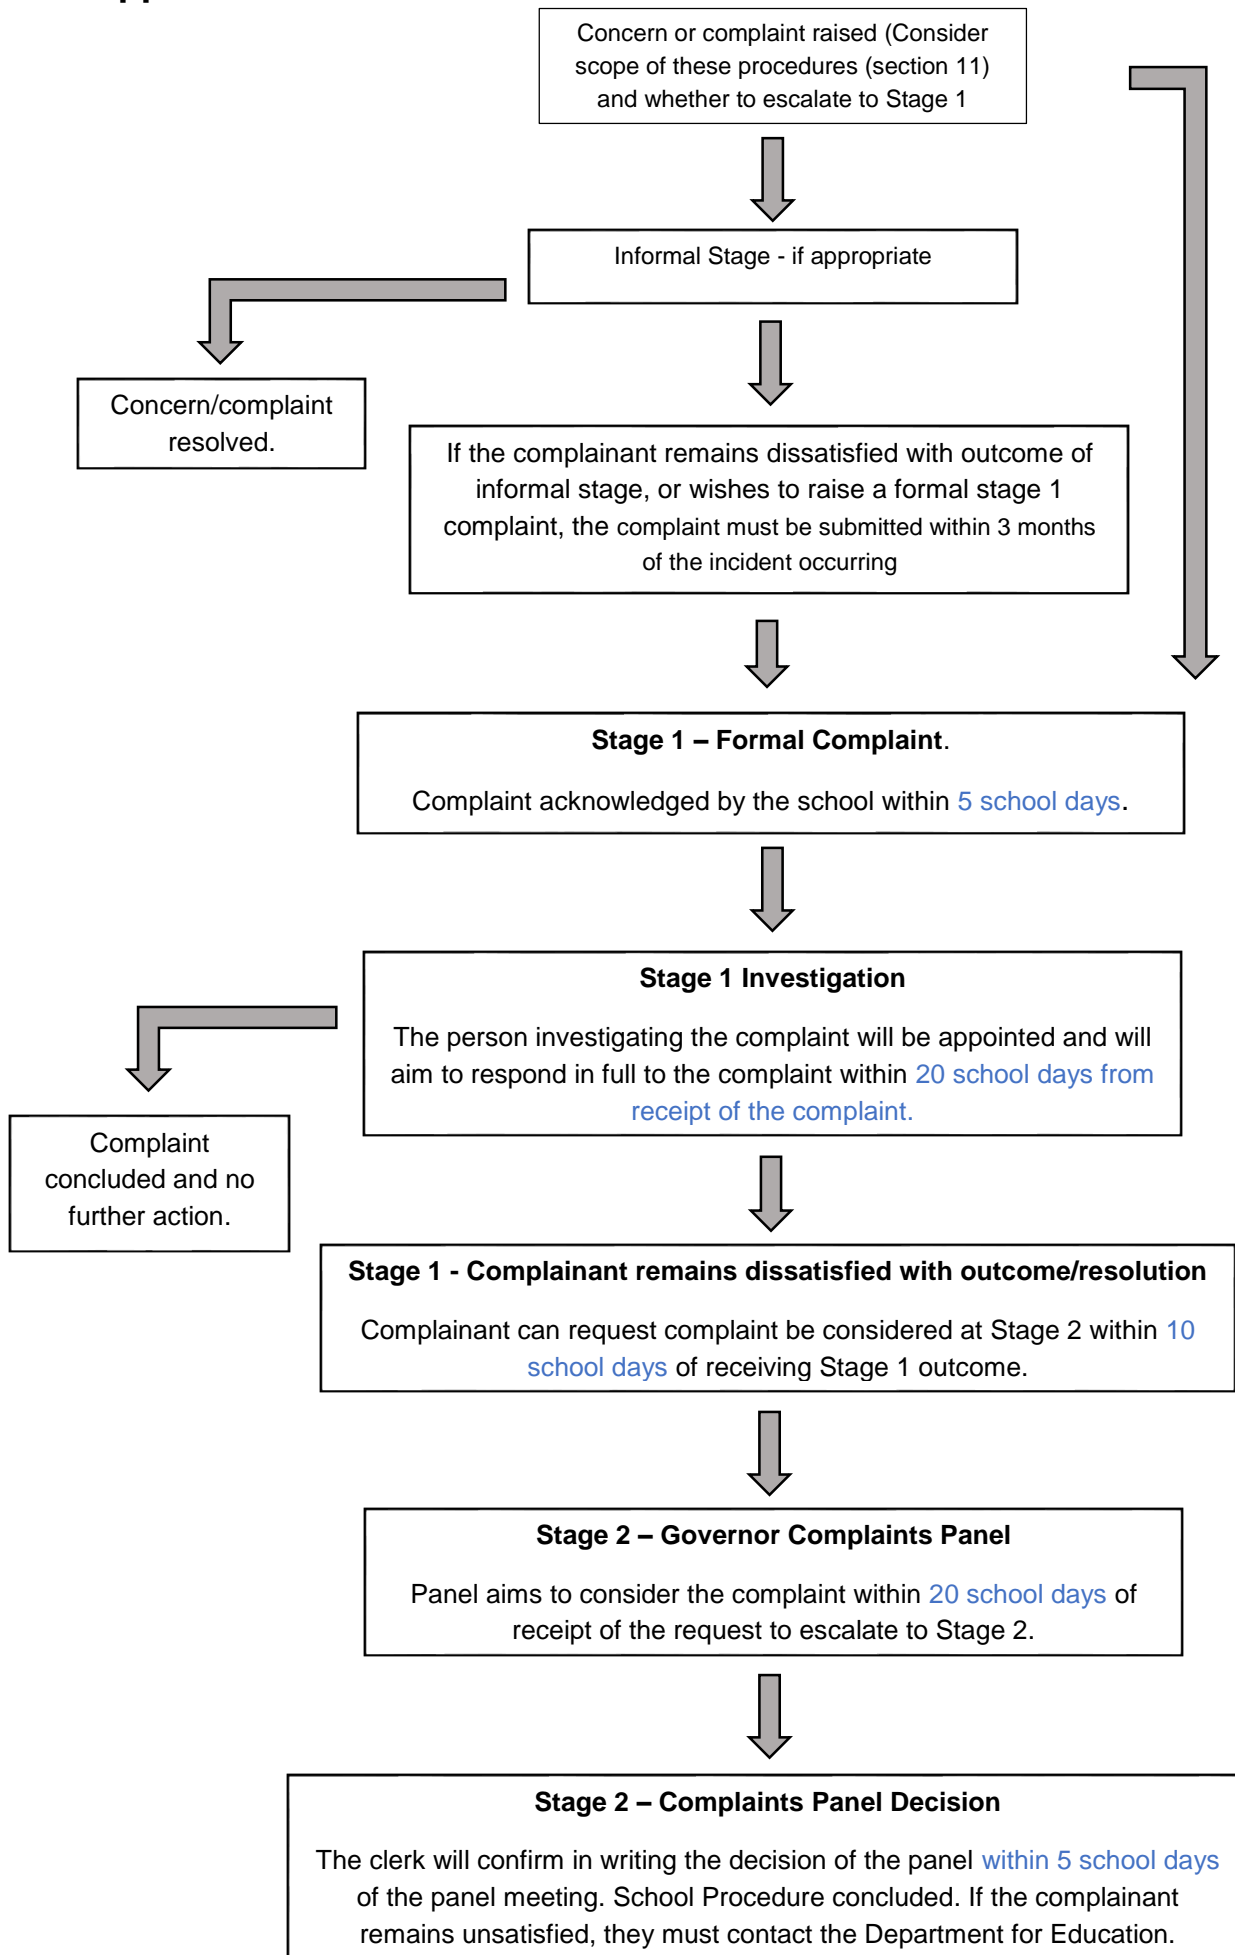 Concern or complaint raised (Consider
scope of these procedures (section 11)
and whether to escalate to Stage 1
Informal Stage - if appropriate
Concern/complaint
resolved.
If the complainant remains dissatisfied with outcome of
informal stage, or wishes to raise a formal stage 1
complaint, the complaint must be submitted within 3 months
of the incident occurring
Stage 1 – Formal Complaint.
Complaint acknowledged by the school within 5 school days.
Stage 1 Investigation
The person investigating the complaint will be appointed and will
aim to respond in full to the complaint within 20 school days from
receipt of the complaint.
Complaint
concluded and no
further action.
Stage 1 - Complainant remains dissatisfied with outcome/resolution
Complainant can request complaint be considered at Stage 2 within 10
school days of receiving Stage 1 outcome.
Stage 2 – Governor Complaints Panel
Panel aims to consider the complaint within 20 school days of
receipt of the request to escalate to Stage 2.
Stage 2 – Complaints Panel Decision
The clerk will confirm in writing the decision of the panel within 5 school days
of the panel meeting. School Procedure concluded. If the complainant
remains unsatisfied, they must contact the Department for Education.